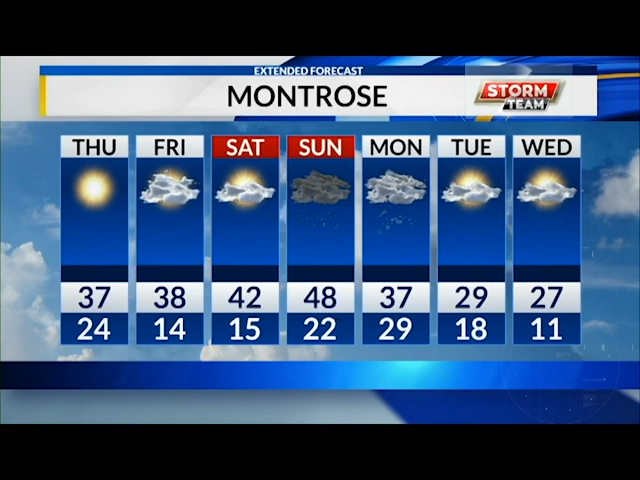 EXTENDED FORECAST
MONTROSE
STORM
TEAM
THU FRI SAT SUN MON TUE WED
37 38 42 48 37 29 27
24 14 15 22 29 18 11